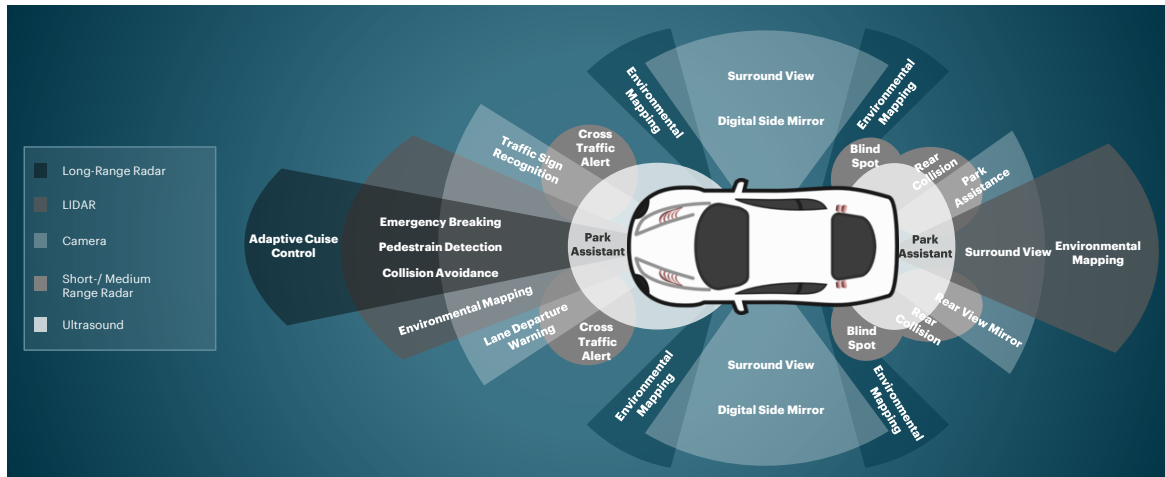 Long-Range Radar
LIDAR
Camera
Short-/ Medium
Range Radar
Ultrasound
Adaptive Cuise
Control
Emergency Breaking
Pedestrain Detection
Collision Avoidance
Traffic Sign
Recognition
Environmental Mapping
Lane Departure
Warning
Cross
Traffic
Alert
Cross
Traffic
Alert
Park
Assistant
Environmental
Mapping
Surround View
Digital Side Mirror
Environmental
Mapping
Environmental
Mapping
Surround View
Digital Side Mirror
Environmental
Mapping
Blind
Spot
Rear
Collision
Park
Assistance
Park
Assistant
Surround View
Environmental
Mapping
Blind
Spot
Rear
Collision
Rear View Mirror